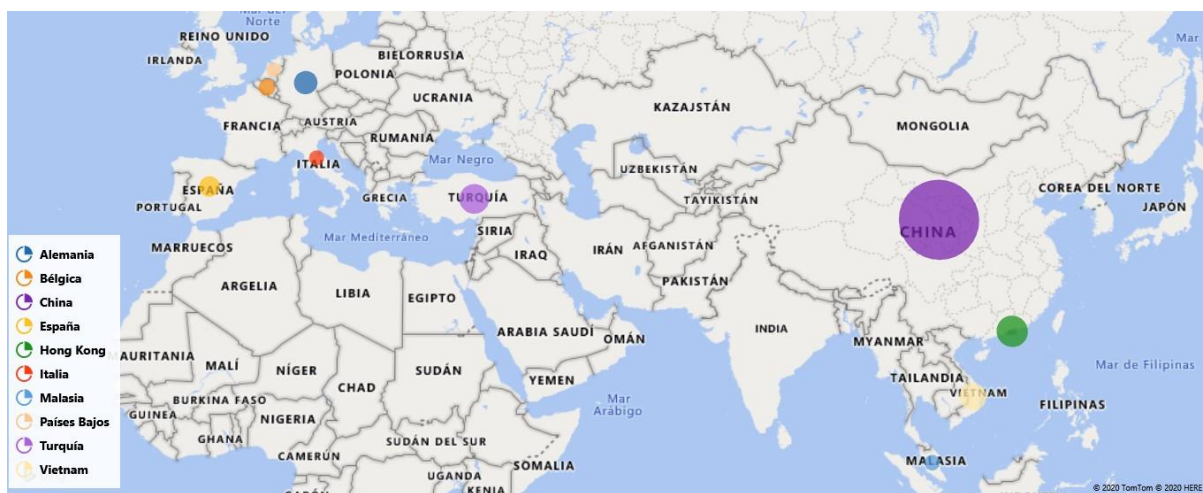 Mar del
Norte
REINO UNIDO
IRLANDA
BIELORRUSIA
POLONIA
UCRANIA
KAZAJSTÁN
Mar
FRANCIA
AUSTRIA
RUMANIA
MONGOLIA
ITALIA
Mar Negro
UZBEKISTÁN
ESPAÑA
PORTUGAL
GRECIA
TURQUÍA
TAYIKISTÁN
COREA DEL NORTE
JAPÓN
SIRIA
Mar Mediterráneo
MARRUECOS
IRAQ
IRÁN
AFGANISTÁN
CHINA
PAKISTÁN
ARGELIA
LIBIA
EGIPTO
ARABIA SAUDÍ
OMÁN
INDIA
MYANMAR
AURITANIA
MALÍ
NÍGER
CHAD
SUDÁN
YEMEN
TAILANDIA
VIETNAM
Mar de Filipinas
FILIPINAS
BURKINA FASO
GUINEA
GHANA
NIGERIA
Mar
Arábigo
SUDÁN DEL SUR
CAMERÚN
SOMALIA
UGANDA
KENIA
MALASIA
Alemania
Bélgica
China
España
Hong Kong
Italia
Malasia
Países Bajos
Turquía
Vietnam
© 2020 TomTom © 2020 HERE